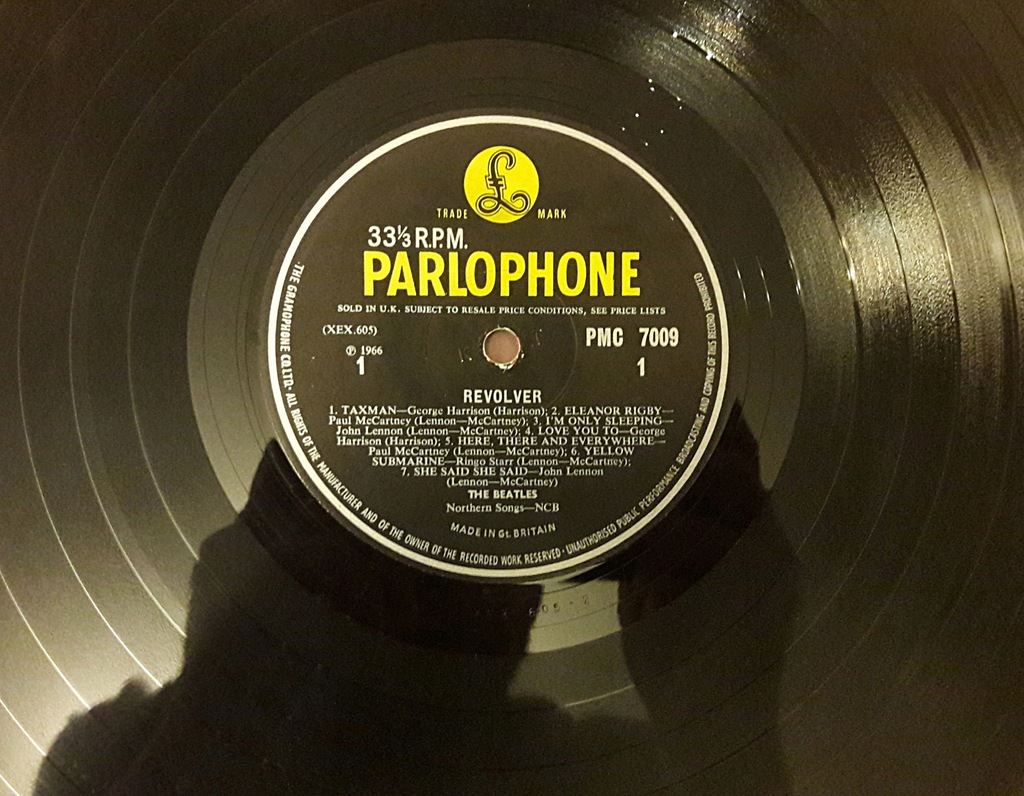 £
TRADE MARK
33⅓ R.P.M.
PARLOPHONE
SOLD IN U.K. SUBJECT TO RESALE PRICE CONDITIONS, SEE PRICE LISTS
(XEX.605)
℗ 1966
1
PMC 7009
1
REVOLVER
1. TAXMAN—George Harrison (Harrison); 2. ELEANOR RIGBY—
Paul McCartney (Lennon—McCartney); 3. I'M ONLY SLEEPING—
John Lennon (Lennon—McCartney); 4. LOVE YOU TO—George
Harrison (Harrison); 5. HERE, THERE AND EVERYWHERE—
Paul McCartney (Lennon—McCartney); 6. YELLOW
SUBMARINE—Ringo Starr (Lennon—McCartney);
7. SHE SAID SHE SAID—John Lennon
(Lennon—McCartney)
THE BEATLES
Northern Songs—NCB
MADE IN Gt. BRITAIN
THE GRAMOPHONE CO. LTD. · ALL RIGHTS OF THE MANUFACTURER AND OF THE OWNER OF THE RECORDED WORK RESERVED · UNAUTHORISED PUBLIC PERFORMANCE BROADCASTING AND COPYING OF THIS RECORD PROHIBITED